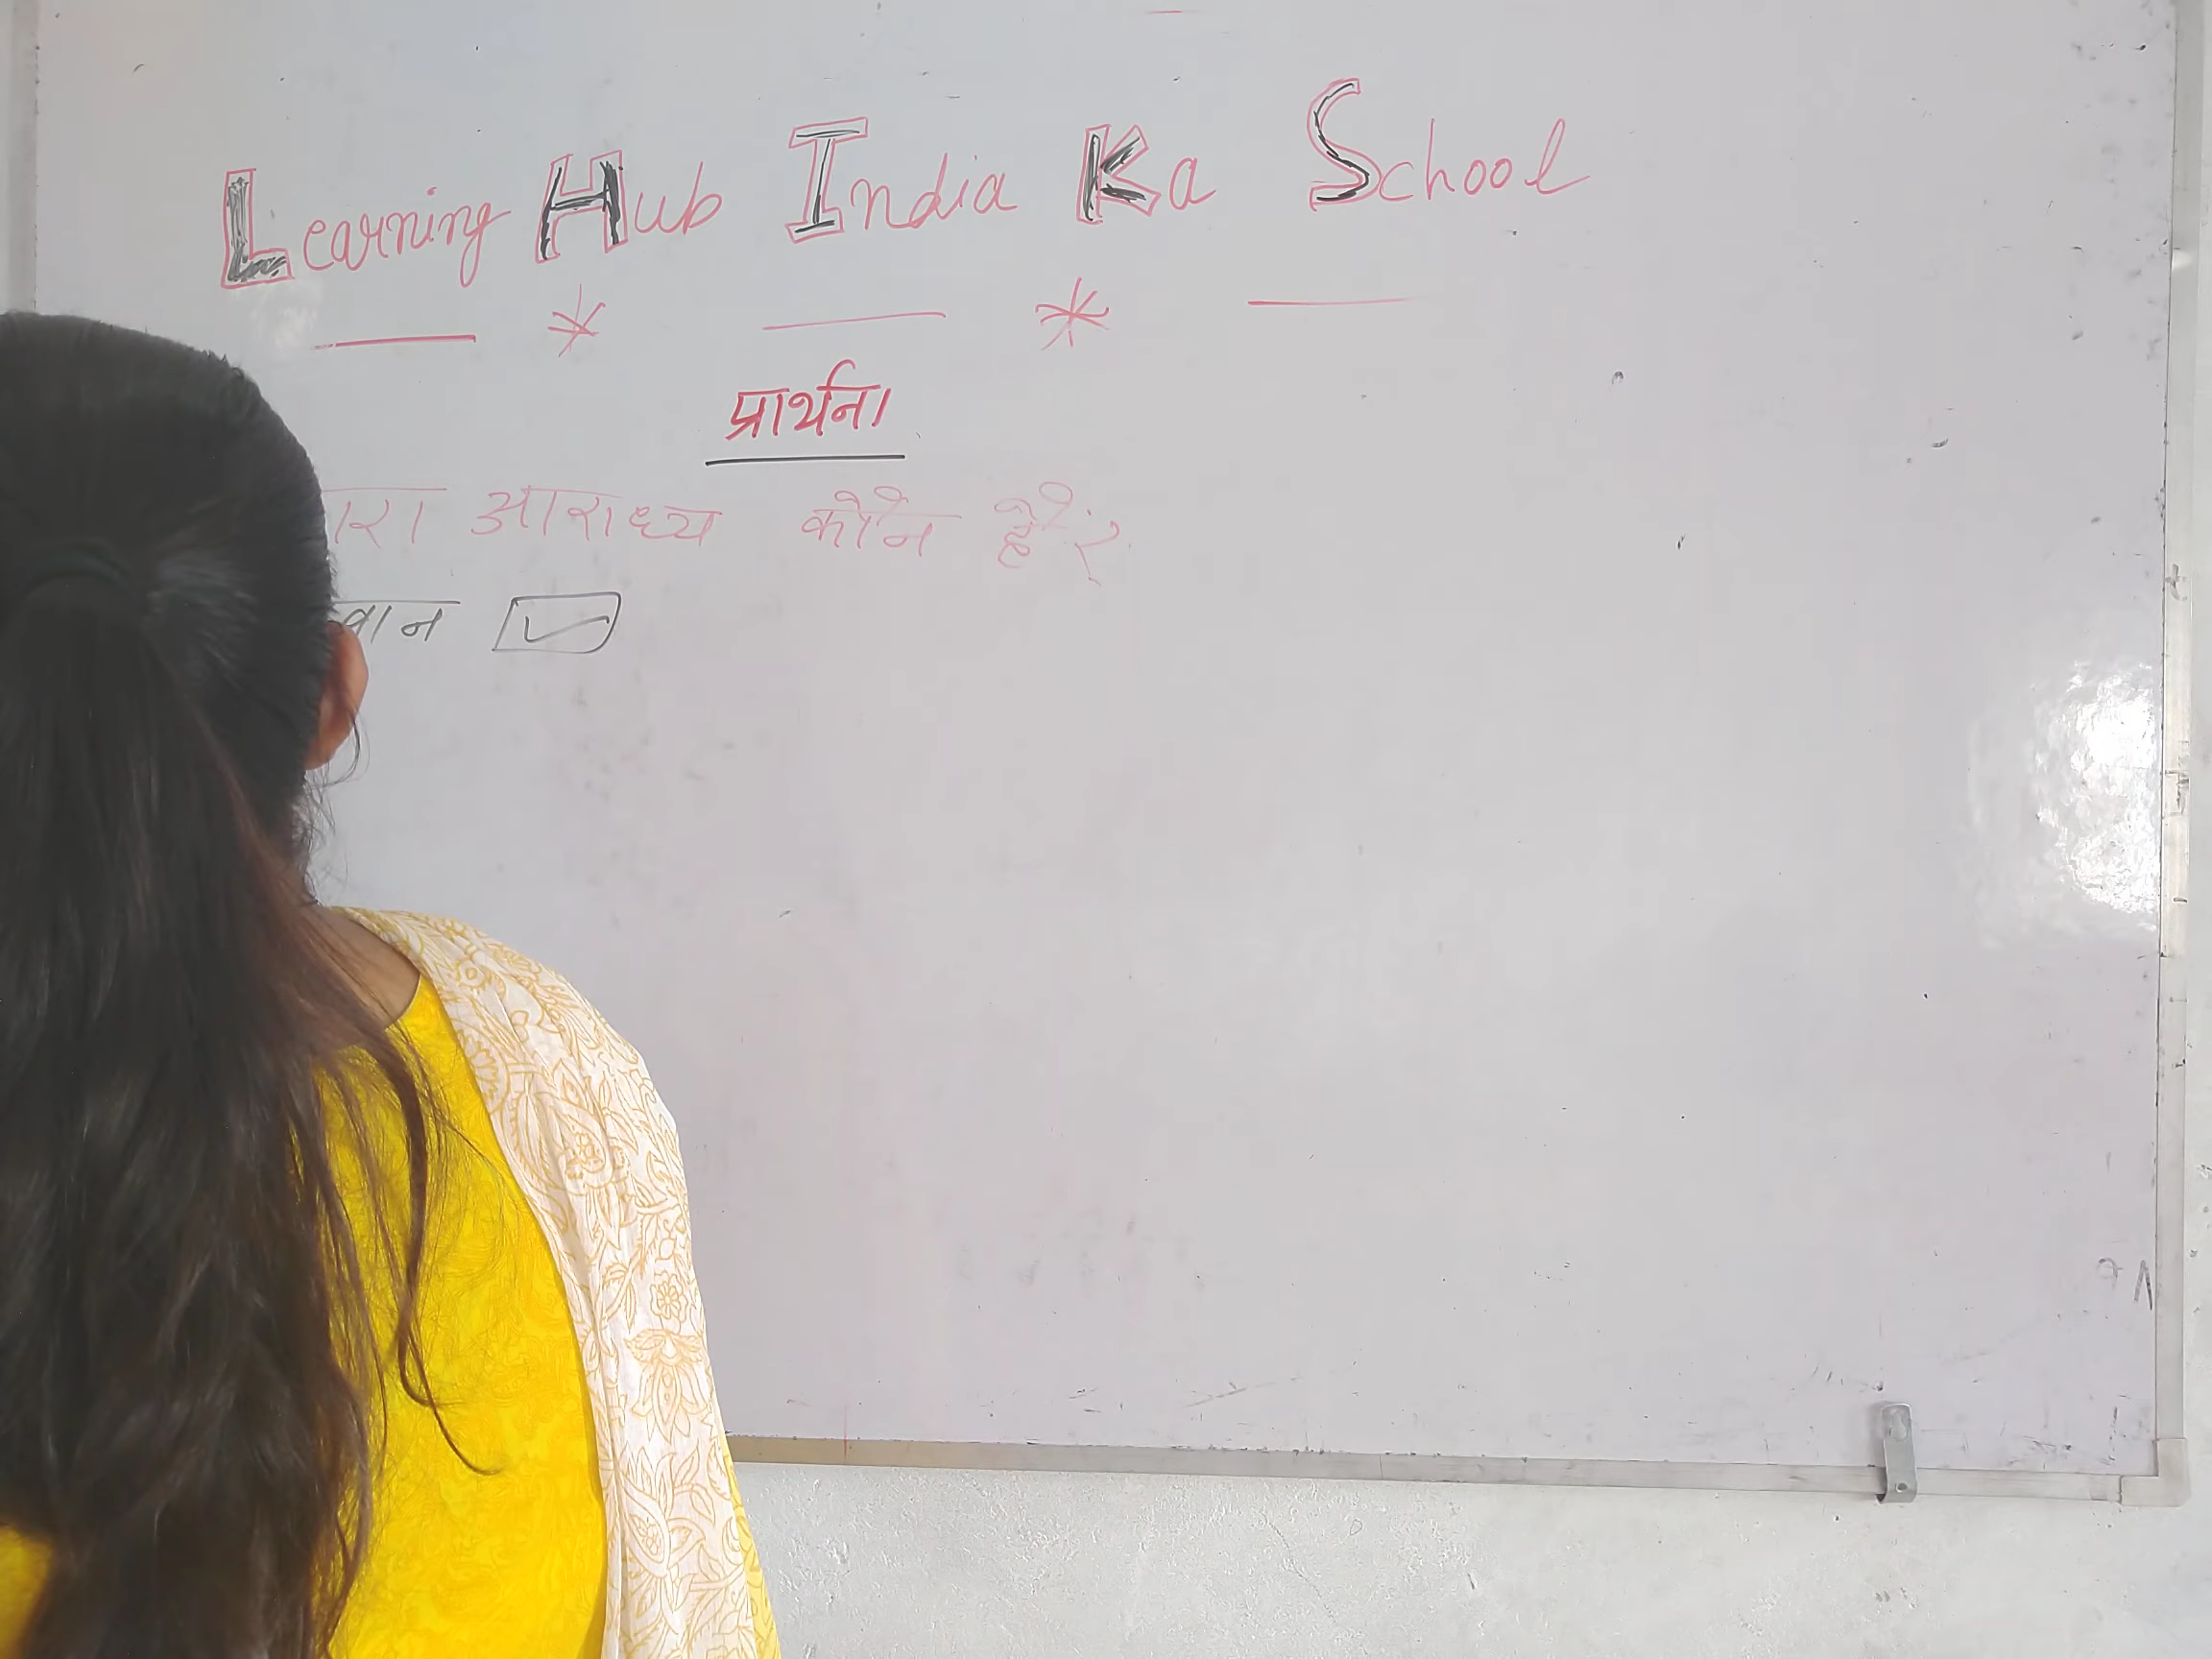 Learning Hub India Ka School
प्रार्थना
ारा आराध्य कौन है?
वान